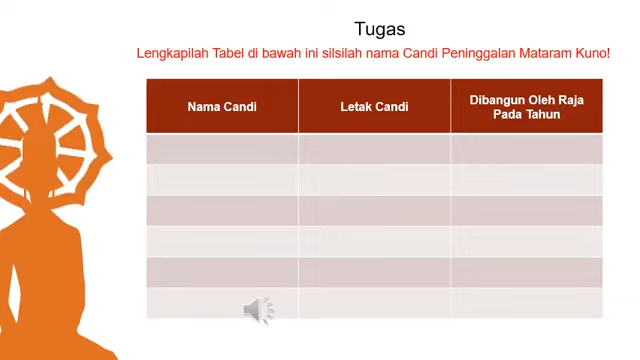 Tugas
Lengkapilah Tabel di bawah ini silsilah nama Candi Peninggalan Mataram Kuno!
Nama Candi
Letak Candi
Dibangun Oleh Raja
Pada Tahun